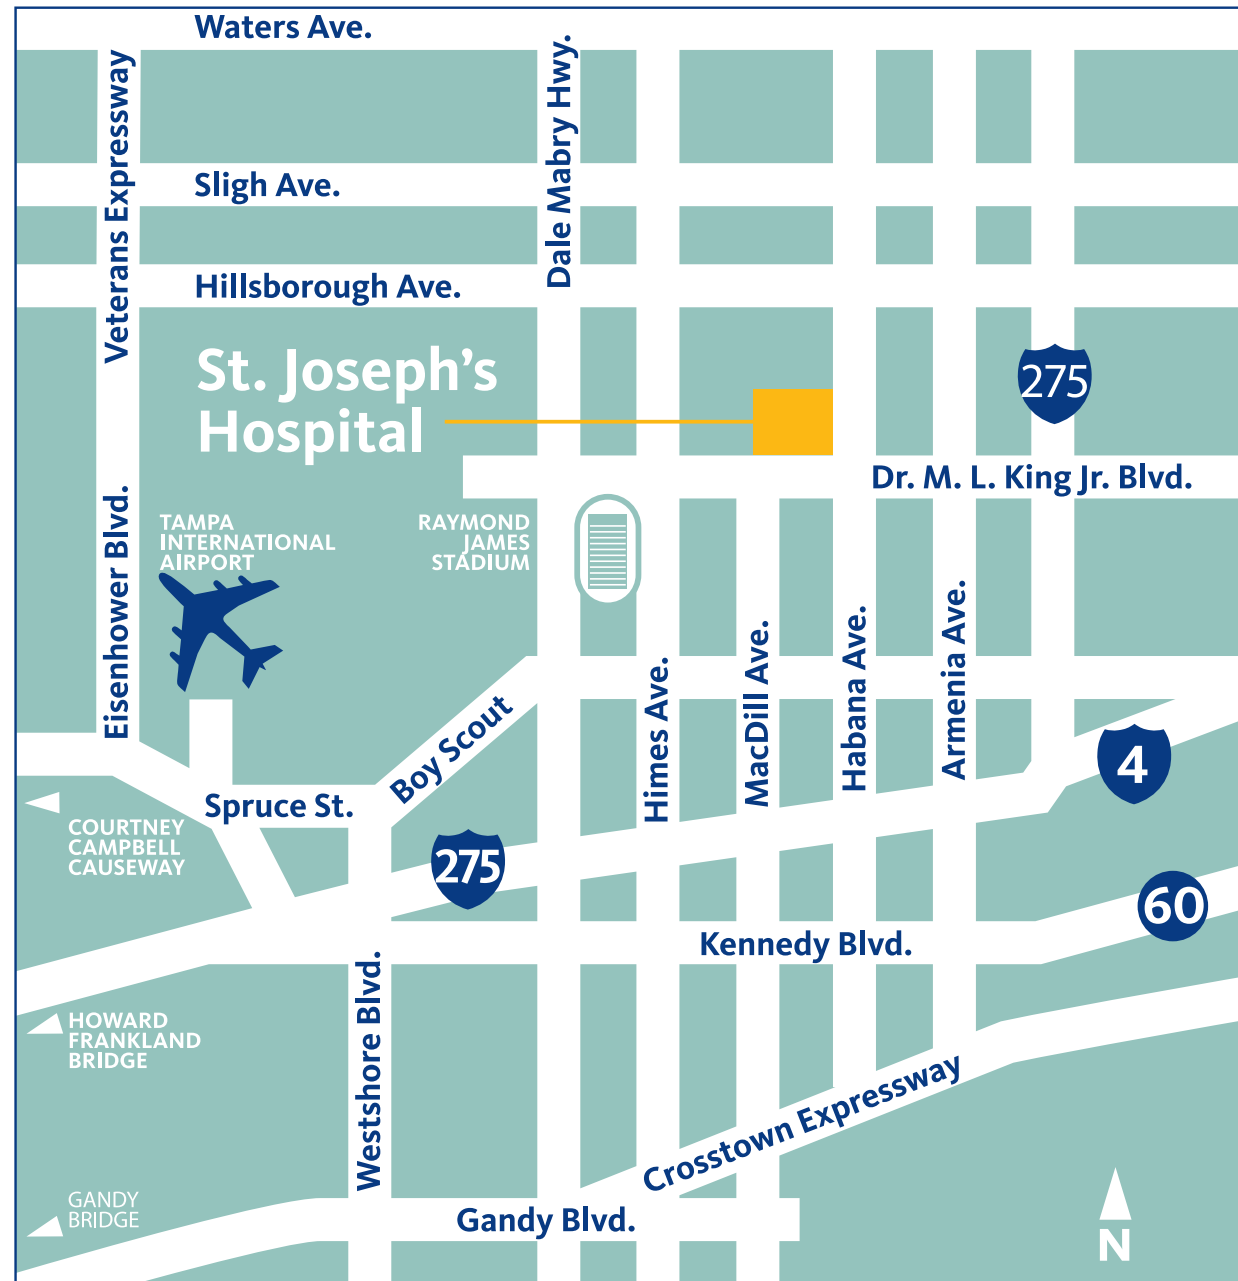 Waters Ave.
Veterans Expressway
Dale Mabry Hwy.
Sligh Ave.
Hillsborough Ave.
St. Joseph's
Hospital
275
Dr. M. L. King Jr. Blvd.
Eisenhower Blvd.
TAMPA
INTERNATIONAL
AIRPORT
RAYMOND
JAMES
STADIUM
Himes Ave.
MacDill Ave.
Habana Ave.
Armenia Ave.
Boy Scout
4
Spruce St.
COURTNEY
CAMPBELL
CAUSEWAY
275
60
Kennedy Blvd.
Westshore Blvd.
HOWARD
FRANKLAND
BRIDGE
Crosstown Expressway
GANDY
BRIDGE
Gandy Blvd.
N